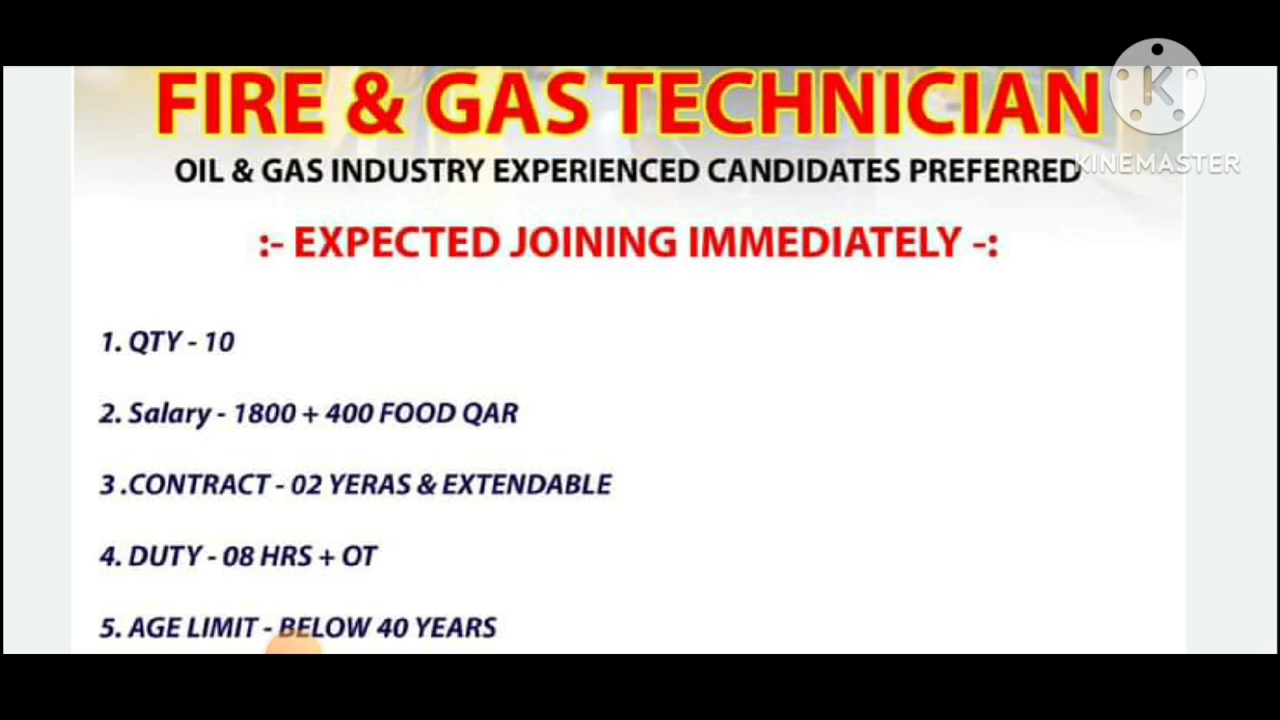 FIRE & GAS TECHNICIAN
OIL & GAS INDUSTRY EXPERIENCED CANDIDATES PREFERRED
K
KINEMASTER
:- EXPECTED JOINING IMMEDIATELY -:
1. QTY - 10
2. Salary - 1800 + 400 FOOD QAR
3 .CONTRACT - 02 YERAS & EXTENDABLE
4. DUTY - 08 HRS + OT
5. AGE LIMIT - BELOW 40 YEARS